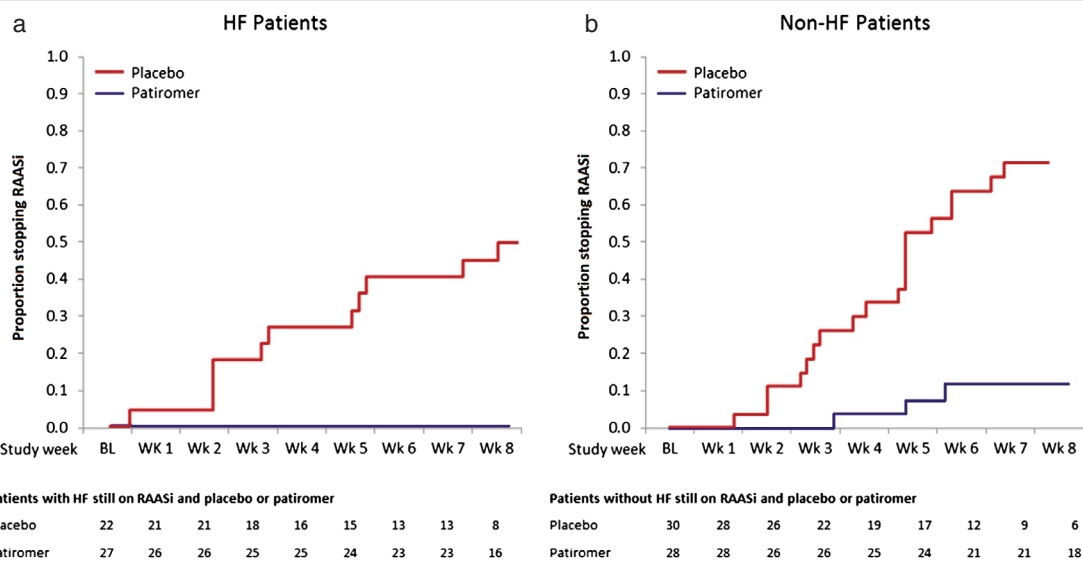 a
HF Patients
Placebo
Patiromer
Proportion stopping RAASi
1.0
0.9
0.8
0.7
0.6
0.5
0.4
0.3
0.2
0.1
0.0
Study week BL Wk 1 Wk 2 Wk 3 Wk 4 Wk 5 Wk 6 Wk 7 Wk 8
atients with HF still on RAASi and placebo or patiromer
acebo 22 21 21 18 16 15 13 13 8
atiromer 27 26 26 25 25 24 23 23 16
b
Non-HF Patients
Placebo
Patiromer
Proportion stopping RAASi
1.0
0.9
0.8
0.7
0.6
0.5
0.4
0.3
0.2
0.1
0.0
Study week BL Wk 1 Wk 2 Wk 3 Wk 4 Wk 5 Wk 6 Wk 7 Wk 8
Patients without HF still on RAASi and placebo or patiromer
Placebo 30 28 26 22 19 17 12 9 6
Patiromer 28 28 26 26 25 24 21 21 18